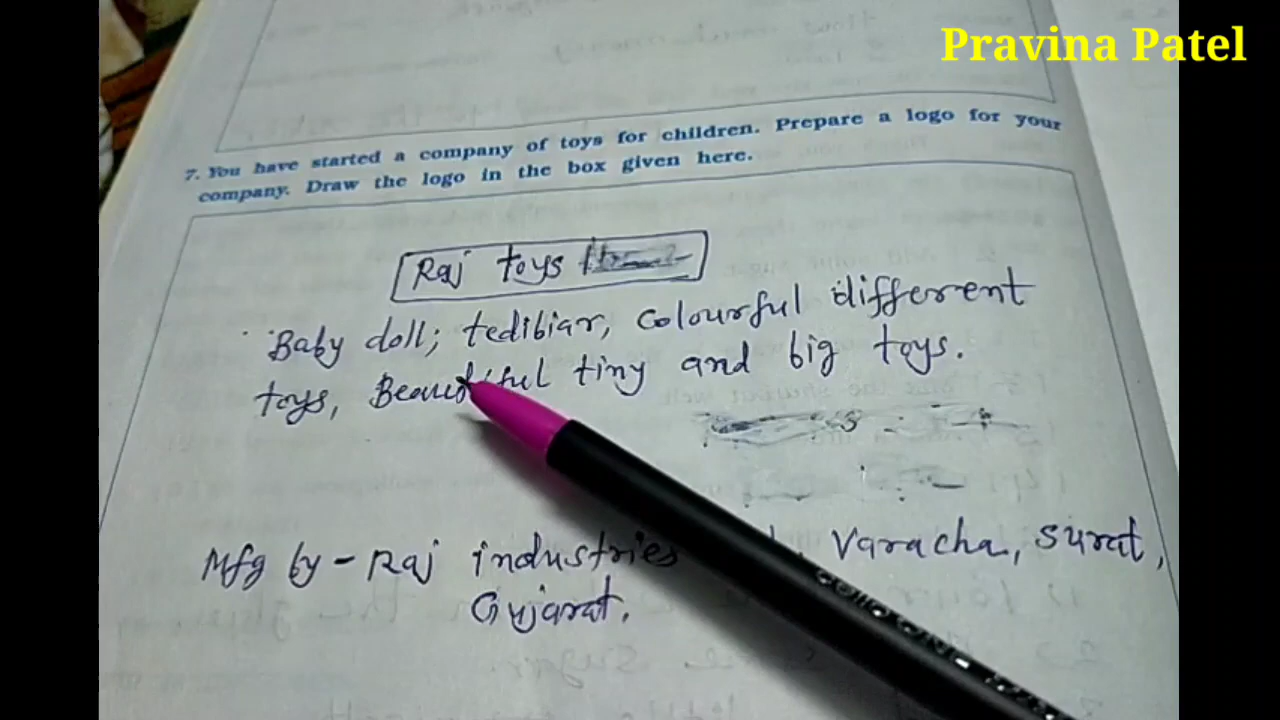 Pravina Patel
7. You have started a company of toys for children. Prepare a logo for your
company. Draw the logo in the box given here.
Raj toys
Baby doll; tedibiar, colourful different
toys, Beautiful tiny and big toys.
Mfg by - Raj industries Varacha, Surat,
Gujarat.